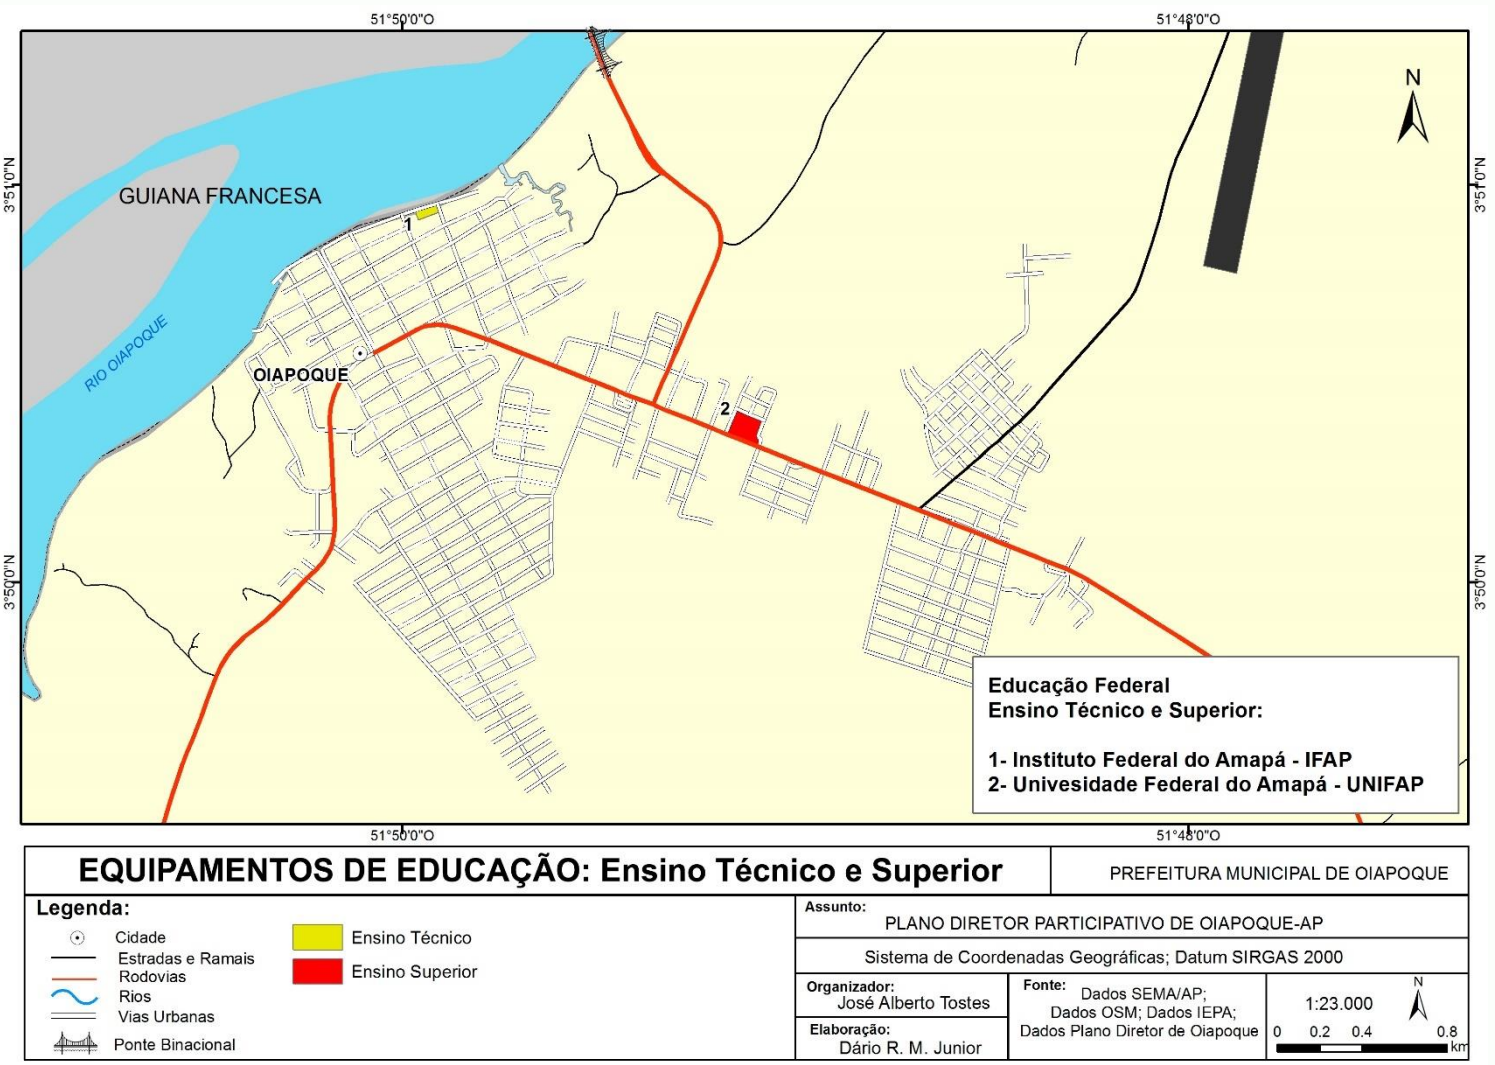 51°50'0"O
51°48'0"O
N
3°51'0"N
3°51'0"N
GUIANA FRANCESA
1
RIO OIAPOQUE
OIAPOQUE
2
3°50'0"N
3°50'0"N
Educação Federal
Ensino Técnico e Superior:
1- Instituto Federal do Amapá - IFAP
2- Univesidade Federal do Amapá - UNIFAP
51°50'0"O
51°48'0"O
EQUIPAMENTOS DE EDUCAÇÃO: Ensino Técnico e Superior
PREFEITURA MUNICIPAL DE OIAPOQUE
Legenda:
Cidade
Estradas e Ramais
Rodovias
Rios
Vias Urbanas
Ponte Binacional
Ensino Técnico
Ensino Superior
Assunto:
PLANO DIRETOR PARTICIPATIVO DE OIAPOQUE-AP
Sistema de Coordenadas Geográficas; Datum SIRGAS 2000
Organizador:
José Alberto Tostes
Elaboração:
Dário R. M. Junior
Fonte:
Dados SEMA/AP;
Dados OSM; Dados IEPA;
Dados Plano Diretor de Oiapoque
1:23.000
N
0 0.2 0.4 0.8
km